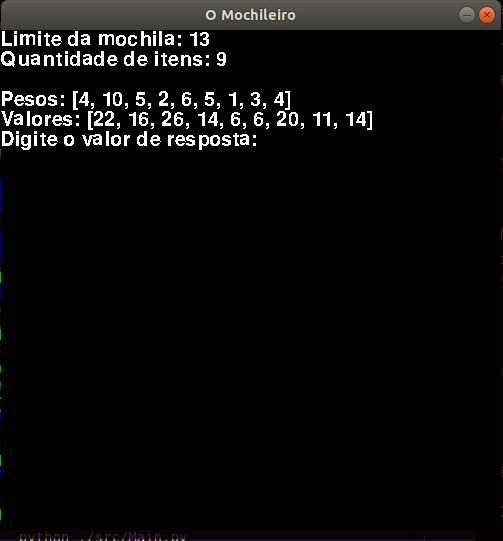 O Mochileiro
Limite da mochila: 13
Quantidade de itens: 9
Pesos: [4, 10, 5, 2, 6, 5, 1, 3, 4]
Valores: [22, 16, 26, 14, 6, 6, 20, 11, 14]
Digite o valor de resposta:
python ./src/Main.py